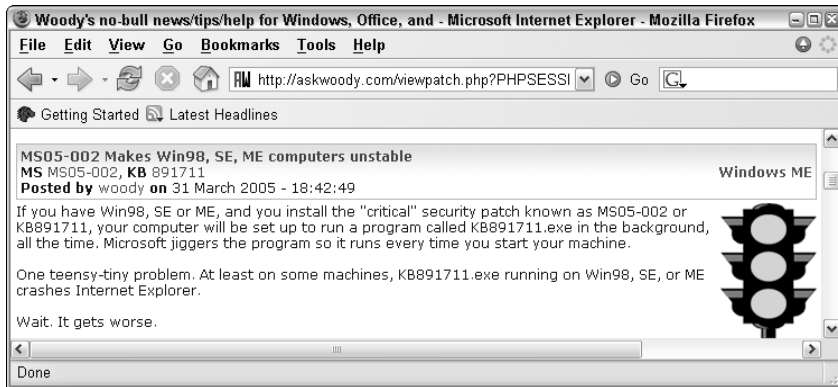 Woody's no-bull news/tips/help for Windows, Office, and - Microsoft Internet Explorer - Mozilla Firefox
File Edit View Go Bookmarks Tools Help
AW http://askwoody.com/viewpatch.php?PHPSESSI Go G
Getting Started Latest Headlines
MS05-002 Makes Win98, SE, ME computers unstable
MS MS05-002, KB 891711 Windows ME
Posted by woody on 31 March 2005 - 18:42:49
If you have Win98, SE or ME, and you install the "critical" security patch known as MS05-002 or
KB891711, your computer will be set up to run a program called KB891711.exe in the background,
all the time. Microsoft jiggers the program so it runs every time you start your machine.
One teensy-tiny problem. At least on some machines, KB891711.exe running on Win98, SE, or ME
crashes Internet Explorer.
Wait. It gets worse.
Done